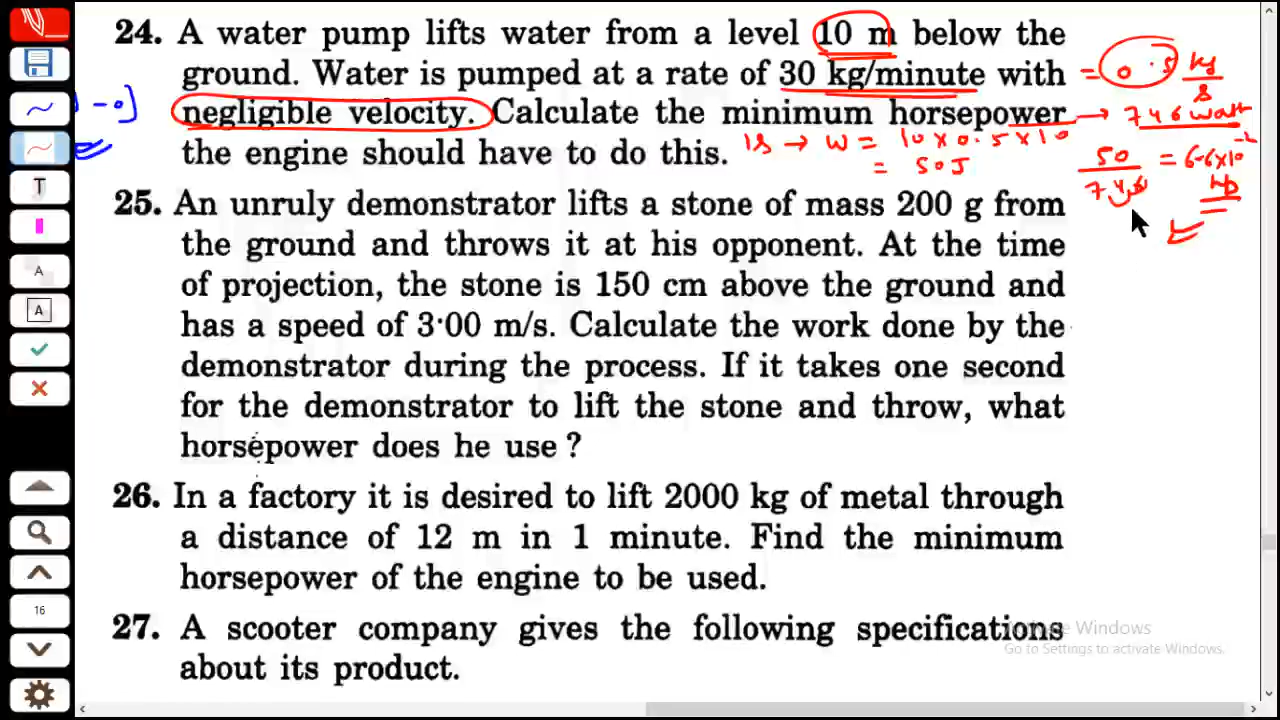 24. A water pump lifts water from a level 10 m below the
ground. Water is pumped at a rate of 30 kg/minute with
negligible velocity. Calculate the minimum horsepower
the engine should have to do this.
= 0.5 kg/s
→ 746 watt
1s → W = 10 × 0.5 × 10
= 50J
50/746 = 6.6×10⁻² hp
- 0]
25. An unruly demonstrator lifts a stone of mass 200 g from
the ground and throws it at his opponent. At the time
of projection, the stone is 150 cm above the ground and
has a speed of 3·00 m/s. Calculate the work done by the
demonstrator during the process. If it takes one second
for the demonstrator to lift the stone and throw, what
horsepower does he use ?
26. In a factory it is desired to lift 2000 kg of metal through
a distance of 12 m in 1 minute. Find the minimum
horsepower of the engine to be used.
27. A scooter company gives the following specifications
about its product.
Activate Windows
Go to Settings to activate Windows.
T
A
A
16